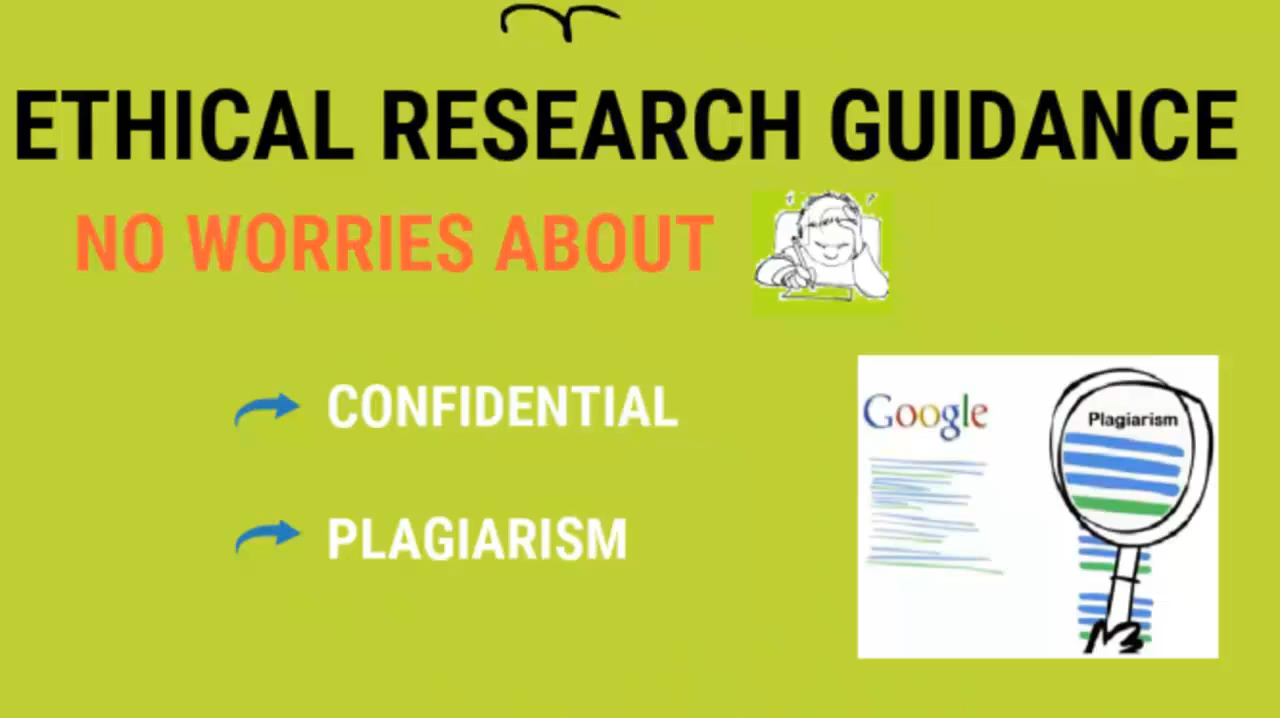 ETHICAL RESEARCH GUIDANCE
NO WORRIES ABOUT
CONFIDENTIAL
PLAGIARISM
Google
Plagiarism